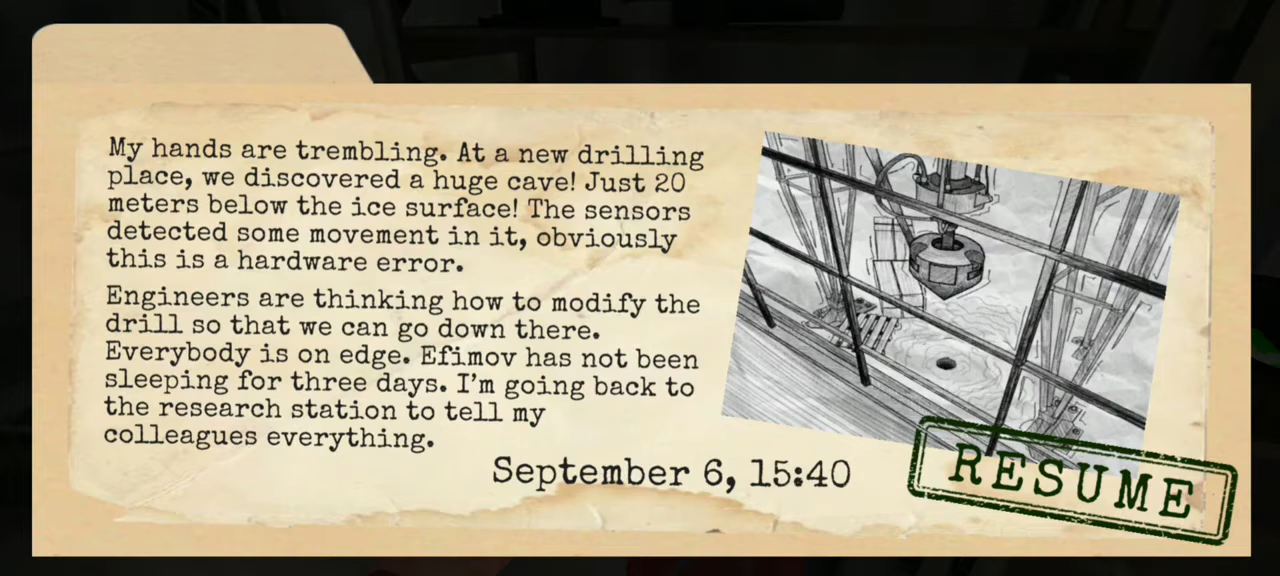 My hands are trembling. At a new drilling
place, we discovered a huge cave! Just 20
meters below the ice surface! The sensors
detected some movement in it, obviously
this is a hardware error.
Engineers are thinking how to modify the
drill so that we can go down there.
Everybody is on edge. Efimov has not been
sleeping for three days. I'm going back to
the research station to tell my
colleagues everything.
September 6, 15:40
RESUME